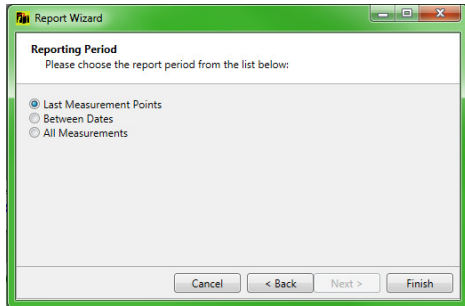 Report Wizard
Reporting Period
Please choose the report period from the list below:
Last Measurement Points
Between Dates
All Measurements
Cancel < Back Next > Finish